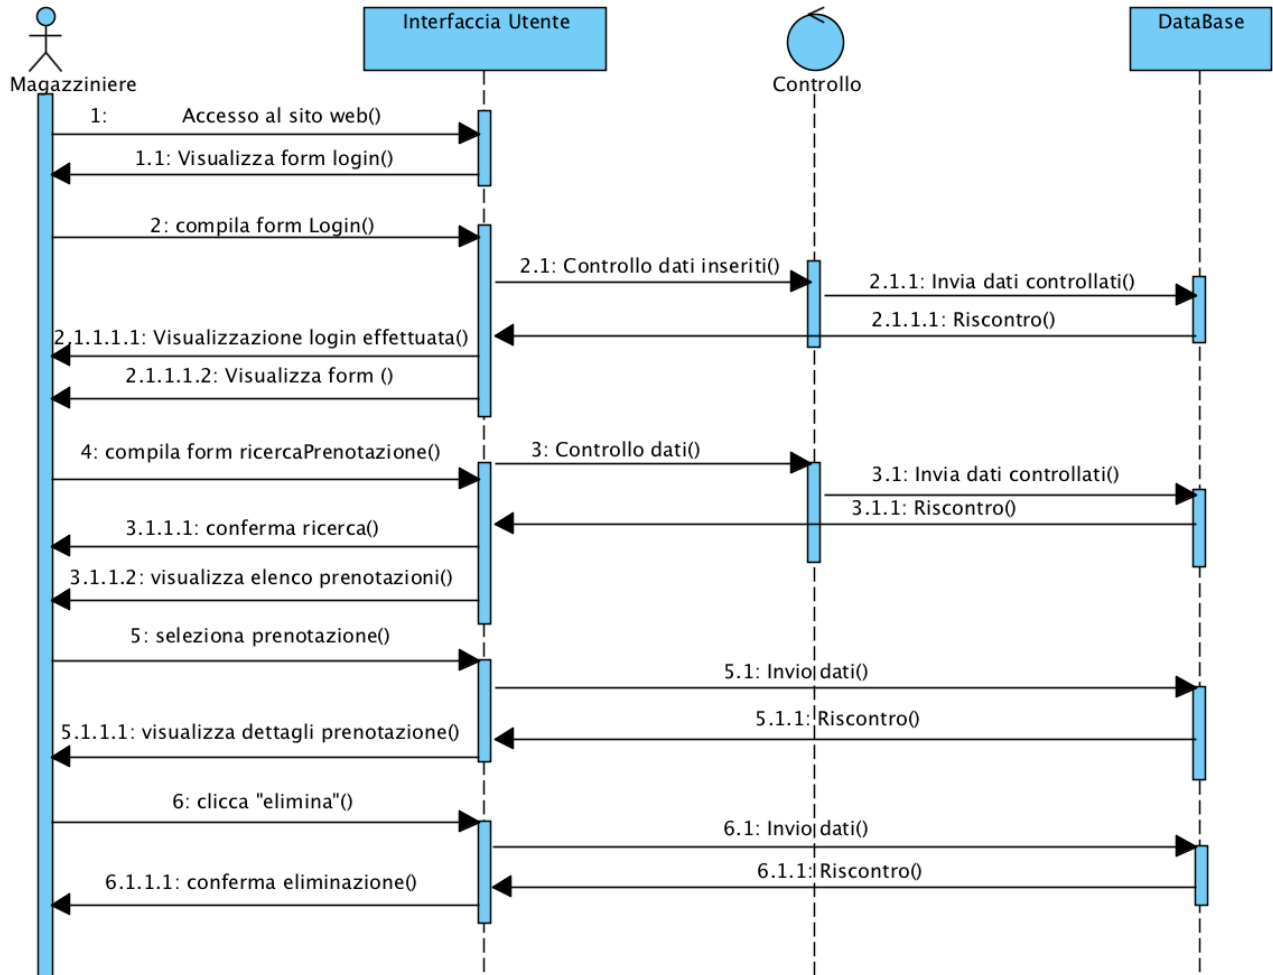 Interfaccia Utente
DataBase
Magazziniere
Controllo
1: Accesso al sito web()
1.1: Visualizza form login()
2: compila form Login()
2.1: Controllo dati inseriti()
2.1.1: Invia dati controllati()
2.1.1.1: Riscontro()
2.1.1.1.1: Visualizzazione login effettuata()
2.1.1.1.2: Visualizza form ()
4: compila form ricercaPrenotazione()
3: Controllo dati()
3.1: Invia dati controllati()
3.1.1: Riscontro()
3.1.1.1: conferma ricerca()
3.1.1.2: visualizza elenco prenotazioni()
5: seleziona prenotazione()
5.1: Invio dati()
5.1.1: Riscontro()
5.1.1.1: visualizza dettagli prenotazione()
6: clicca "elimina"()
6.1: Invio dati()
6.1.1: Riscontro()
6.1.1.1: conferma eliminazione()